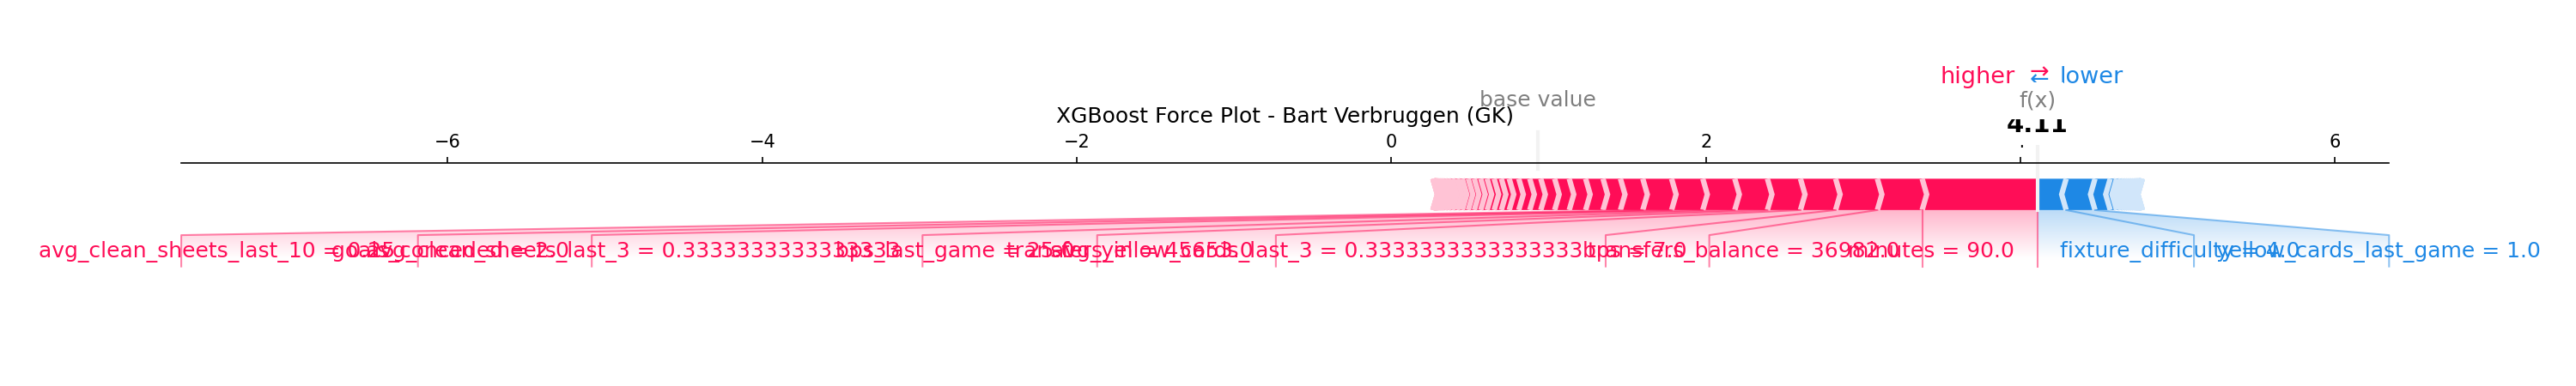 higher ⇄ lower
base value
f(x)
XGBoost Force Plot - Bart Verbruggen (GK)
4.11
−6 −4 −2 0 2 6
avg_clean_sheets_last_10 = 0.25 goals_conceded = 2.0 avg_clean_sheets_last_3 = 0.3333333333333333 bps_last_game = 25.0 transfers_in = 45653.0 avg_yellow_cards_last_3 = 0.3333333333333333 bps = 7.0 transfers_balance = 36982.0 minutes = 90.0 fixture_difficulty = 4.0 yellow_cards_last_game = 1.0